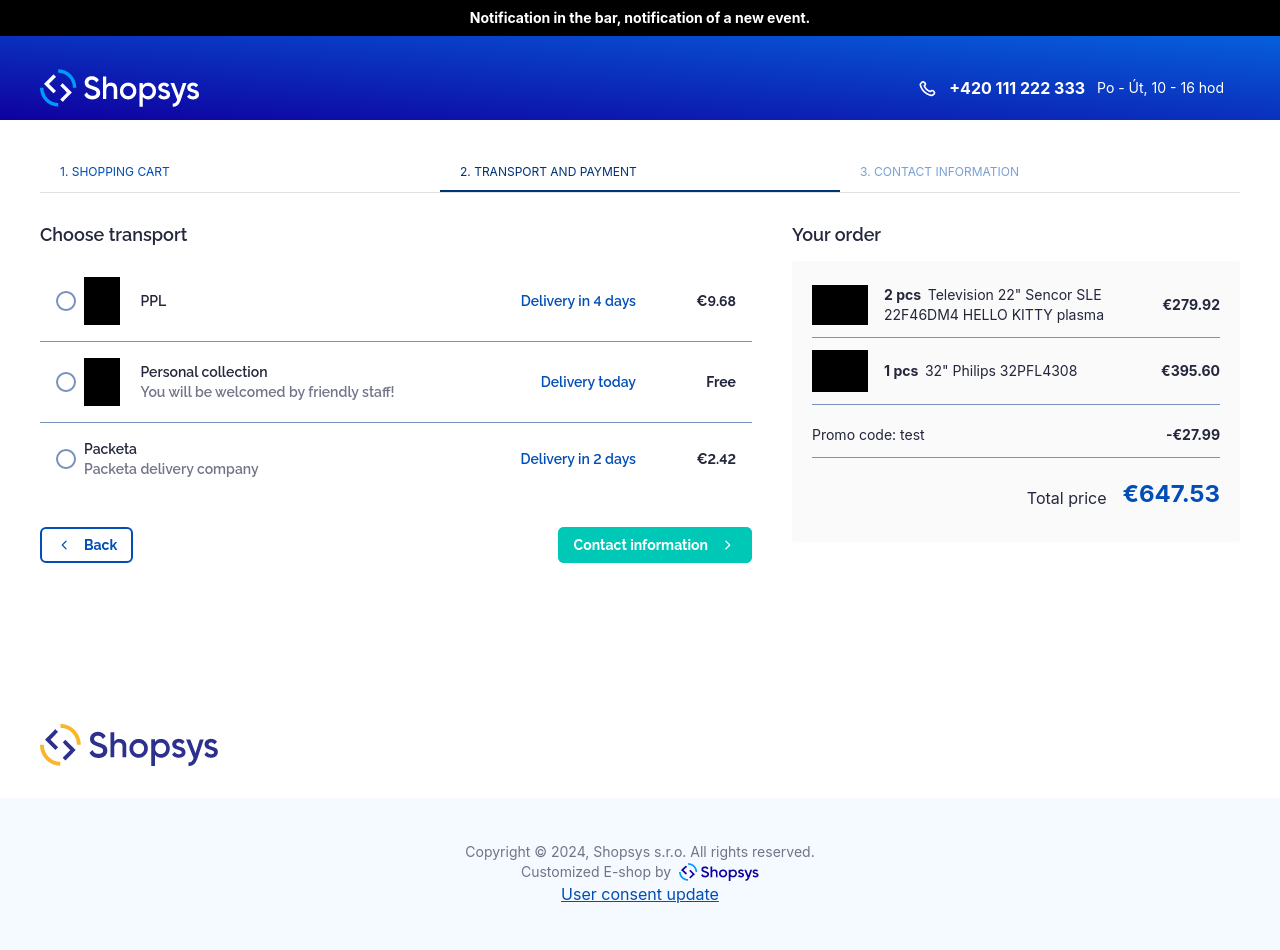 Notification in the bar, notification of a new event.
Shopsys
+420 111 222 333 Po - Út, 10 - 16 hod
1. SHOPPING CART
2. TRANSPORT AND PAYMENT
3. CONTACT INFORMATION
Choose transport
PPL
Delivery in 4 days
€9.68
Personal collection
You will be welcomed by friendly staff!
Delivery today
Free
Packeta
Packeta delivery company
Delivery in 2 days
€2.42
Back
Contact information
Your order
2 pcs Television 22" Sencor SLE
22F46DM4 HELLO KITTY plasma
€279.92
1 pcs 32" Philips 32PFL4308
€395.60
Promo code: test
-€27.99
Total price €647.53
Shopsys
Copyright © 2024, Shopsys s.r.o. All rights reserved.
Customized E-shop by Shopsys
User consent update